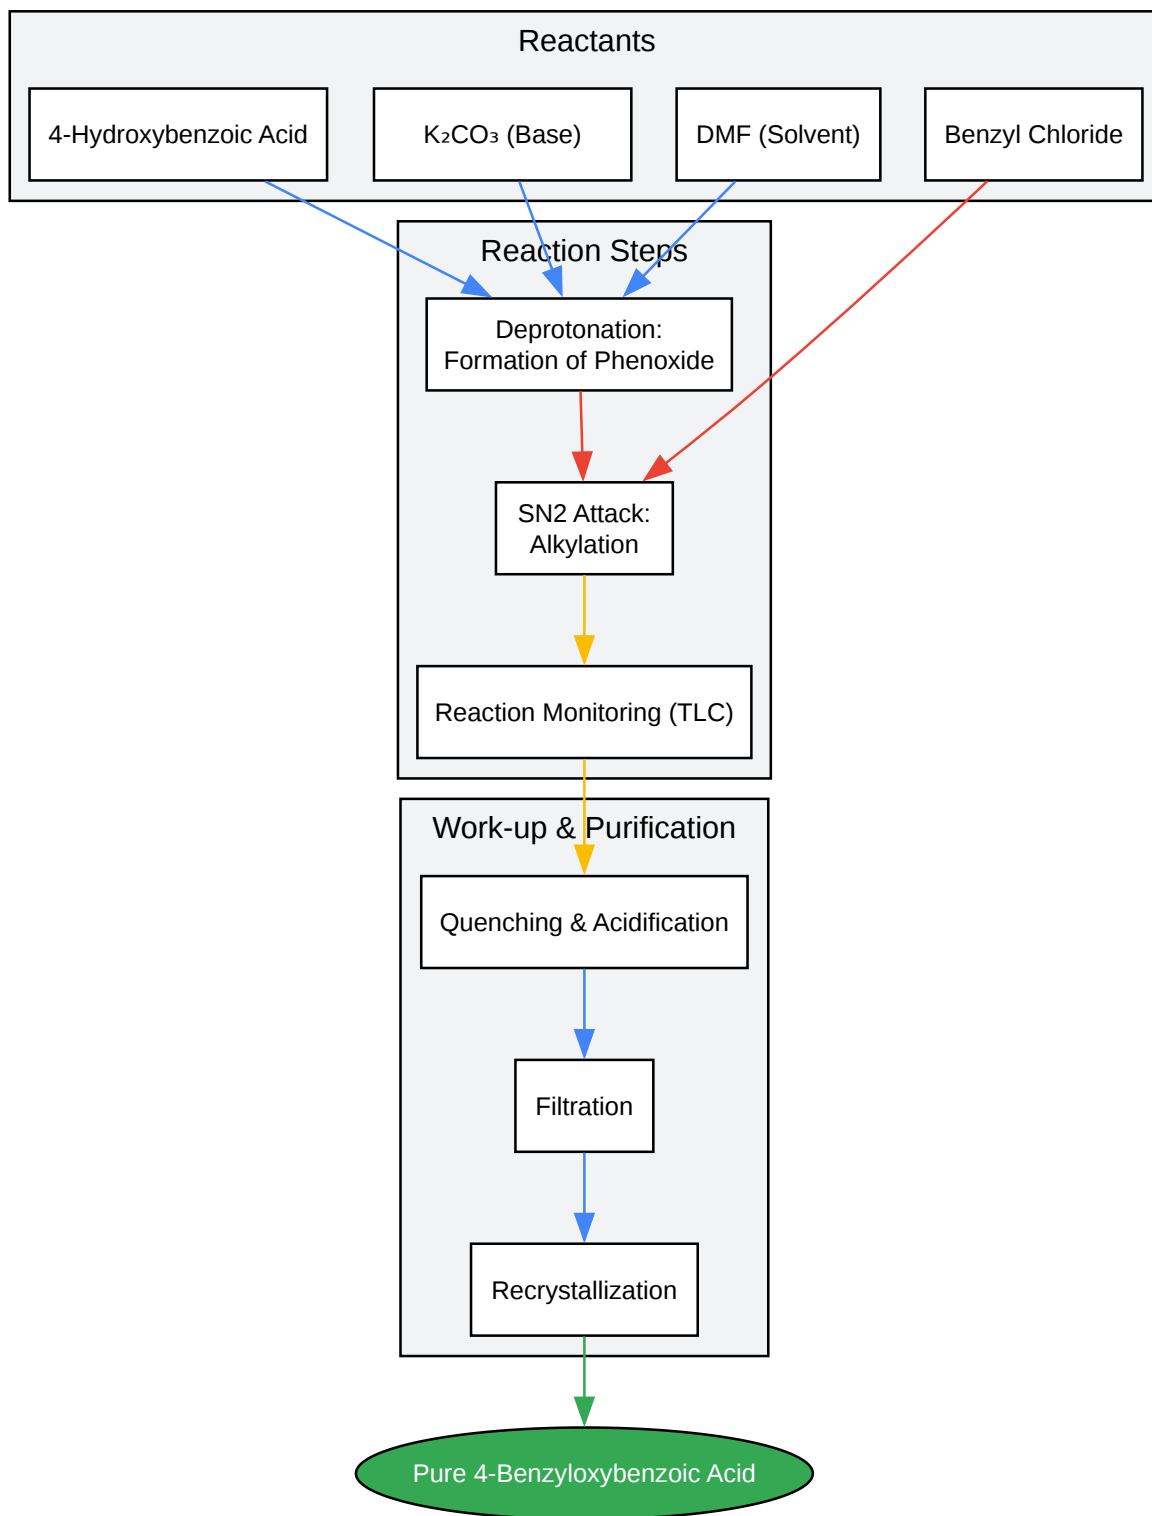 Reactants
4-Hydroxybenzoic Acid
K₂CO₃ (Base)
DMF (Solvent)
Benzyl Chloride
Reaction Steps
Deprotonation:
Formation of Phenoxide
SN2 Attack:
Alkylation
Reaction Monitoring (TLC)
Work-up & Purification
Quenching & Acidification
Filtration
Recrystallization
Pure 4-Benzyloxybenzoic Acid